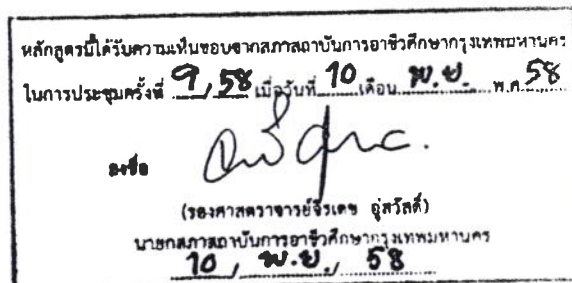 หลักสูตรนี้ได้รับความเห็นชอบจากสภาสถาบันการอาชีวศึกษากรุงเทพมหานคร
ในการประชุมครั้งที่ 9/58 เมื่อวันที่ 10 เดือน พ.ย. พ.ศ. 58
ลงชื่อ
(รองศาสตราจารย์จิรเดช อู่สวัสดิ์)
นายกสภาสถาบันการอาชีวศึกษากรุงเทพมหานคร
10 / พ.ย. / 58